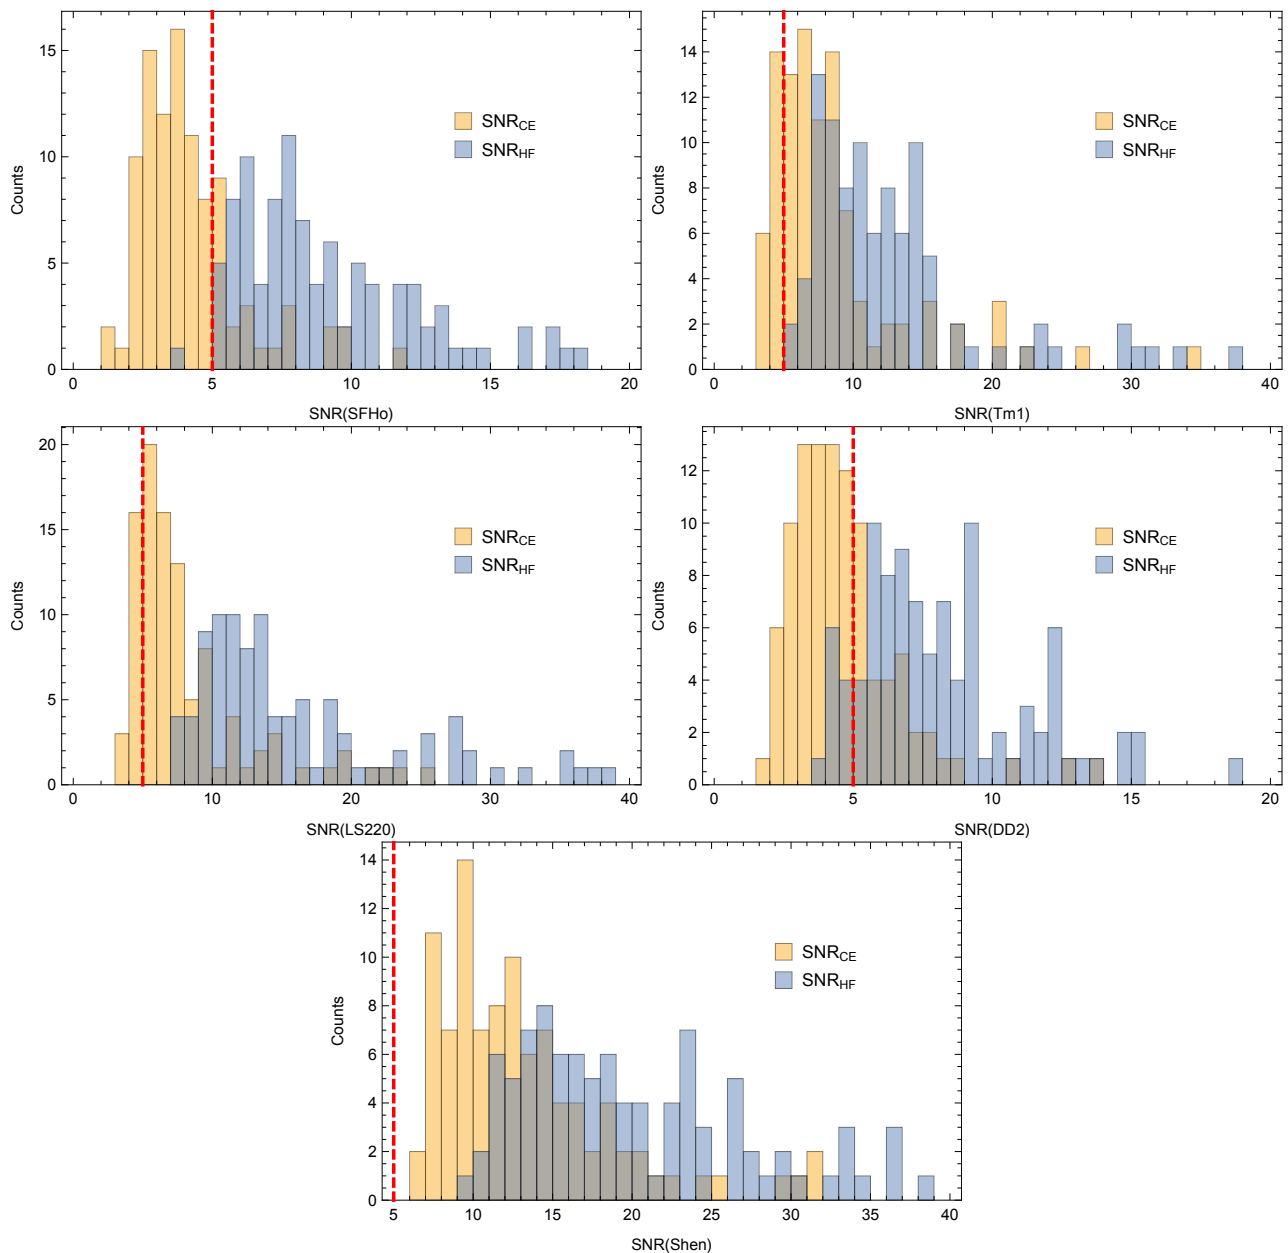 15
10
5
0
Counts
SNR_CE
SNR_HF
0 5 10 15 20
SNR(SFHo)
14
12
10
8
6
4
2
0
Counts
SNR_CE
SNR_HF
0 10 20 30 40
SNR(Tm1)
20
15
10
5
0
Counts
SNR_CE
SNR_HF
0 10 20 30 40
SNR(LS220)
12
10
8
6
4
2
0
Counts
SNR_CE
SNR_HF
0 5 10 15 20
SNR(DD2)
14
12
10
8
6
4
2
0
Counts
SNR_CE
SNR_HF
5 10 15 20 25 30 35 40
SNR(Shen)